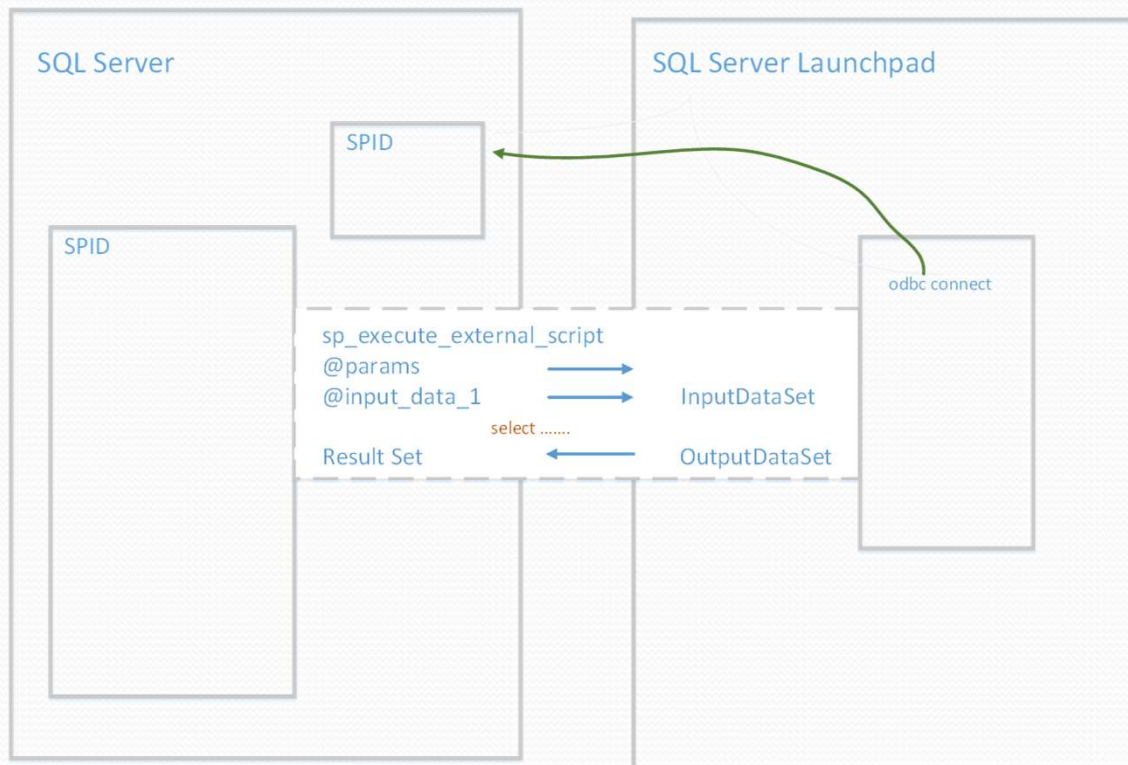 SQL Server
SQL Server Launchpad
SPID
SPID
odbc connect
sp_execute_external_script
@params
@input_data_1
InputDataSet
select .......
Result Set
OutputDataSet